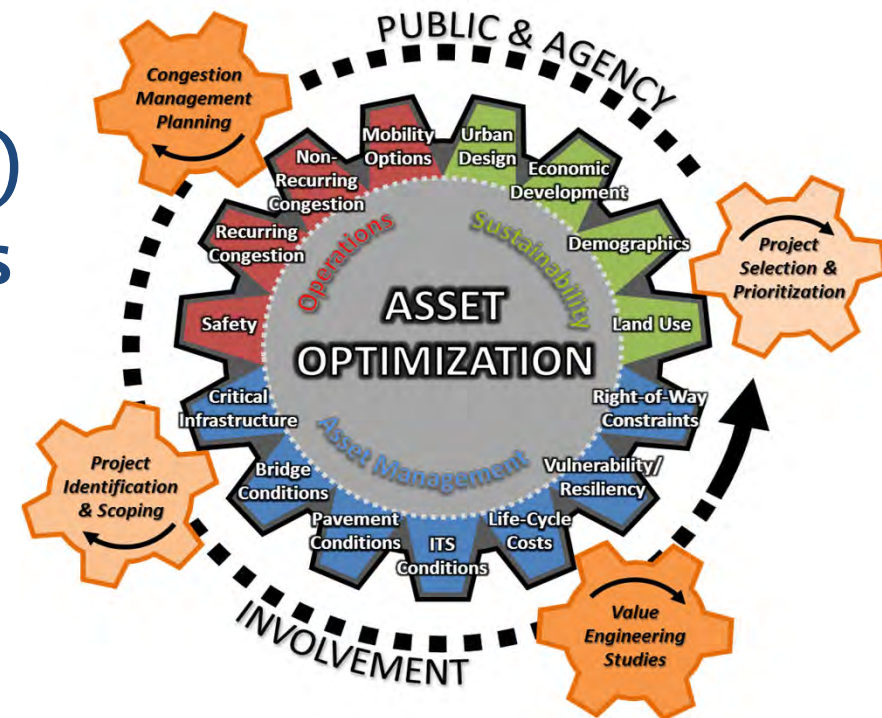 PUBLIC & AGENCY
Congestion
Management
Planning
)
s
Mobility
Options
Urban
Design
Non-
Recurring
Congestion
Economic
Development
Recurring
Congestion
Demographics
Operations
Sustainability
Project
Selection &
Prioritization
Safety
ASSET
OPTIMIZATION
Land Use
Critical
Infrastructure
Right-of-Way
Constraints
Asset Management
Project
Identification
& Scoping
Bridge
Conditions
Vulnerability/
Resiliency
Pavement
Conditions
ITS
Conditions
Life-Cycle
Costs
Value
Engineering
Studies
INVOLVEMENT